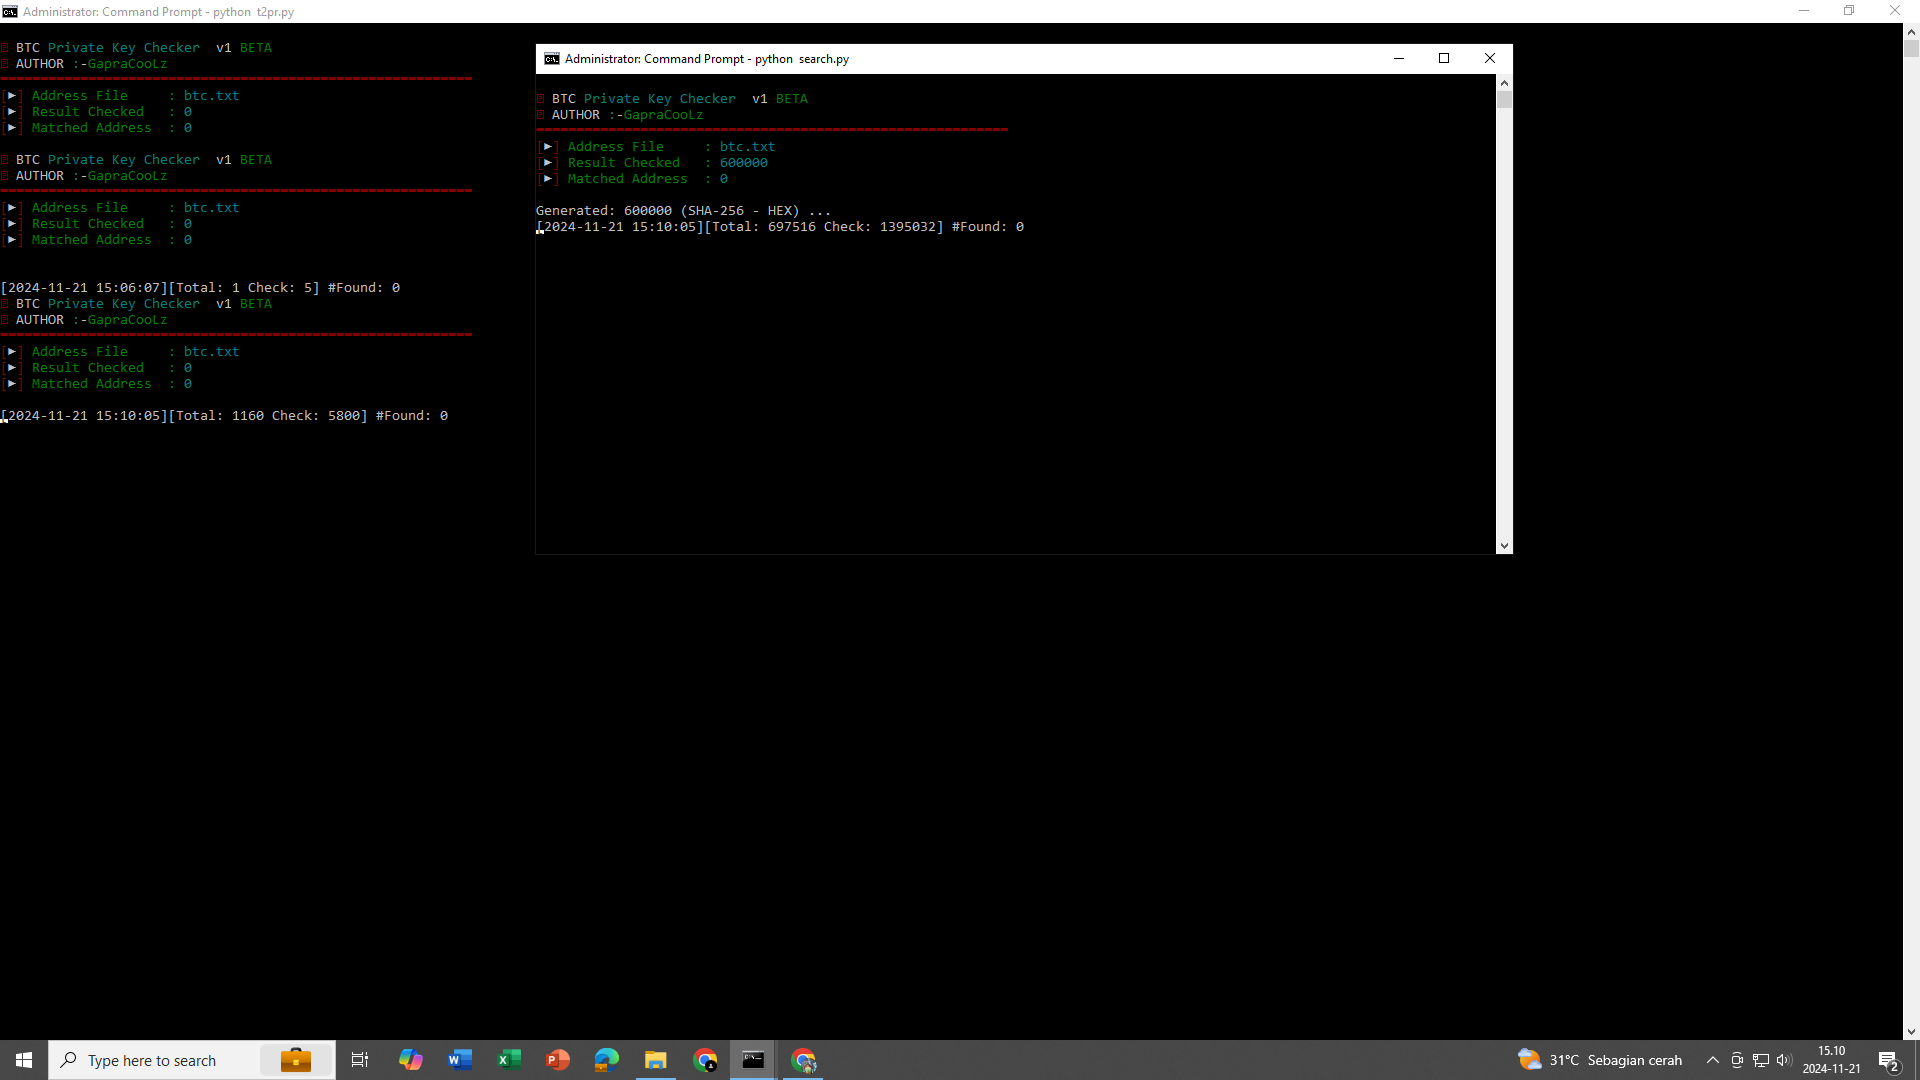 Administrator: Command Prompt - python  t2pr.py
BTC Private Key Checker  v1 BETA
AUTHOR :-GapraCooLz
[►] Address File     : btc.txt
[►] Result Checked   : 0
[►] Matched Address  : 0
BTC Private Key Checker  v1 BETA
AUTHOR :-GapraCooLz
[►] Address File     : btc.txt
[►] Result Checked   : 0
[►] Matched Address  : 0
[2024-11-21 15:06:07][Total: 1 Check: 5] #Found: 0
BTC Private Key Checker  v1 BETA
AUTHOR :-GapraCooLz
[►] Address File     : btc.txt
[►] Result Checked   : 0
[►] Matched Address  : 0
[2024-11-21 15:10:05][Total: 1160 Check: 5800] #Found: 0
Administrator: Command Prompt - python  search.py
BTC Private Key Checker  v1 BETA
AUTHOR :-GapraCooLz
[►] Address File     : btc.txt
[►] Result Checked   : 600000
[►] Matched Address  : 0
Generated: 600000 (SHA-256 - HEX) ...
[2024-11-21 15:10:05][Total: 697516 Check: 1395032] #Found: 0
Type here to search
31°C  Sebagian cerah
15.10
2024-11-21
2